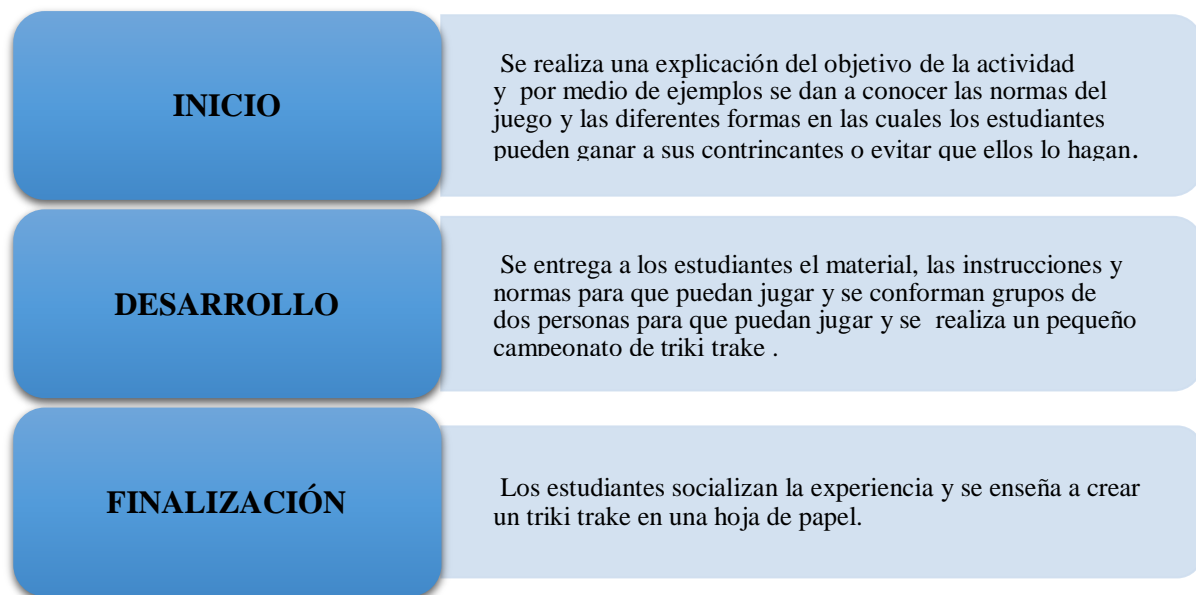 INICIO
Se realiza una explicación del objetivo de la actividad
y por medio de ejemplos se dan a conocer las normas del
juego y las diferentes formas en las cuales los estudiantes
pueden ganar a sus contrincantes o evitar que ellos lo hagan.
DESARROLLO
Se entrega a los estudiantes el material, las instrucciones y
normas para que puedan jugar y se conforman grupos de
dos personas para que puedan jugar y se realiza un pequeño
campeonato de triki trake .
FINALIZACIÓN
Los estudiantes socializan la experiencia y se enseña a crear
un triki trake en una hoja de papel.